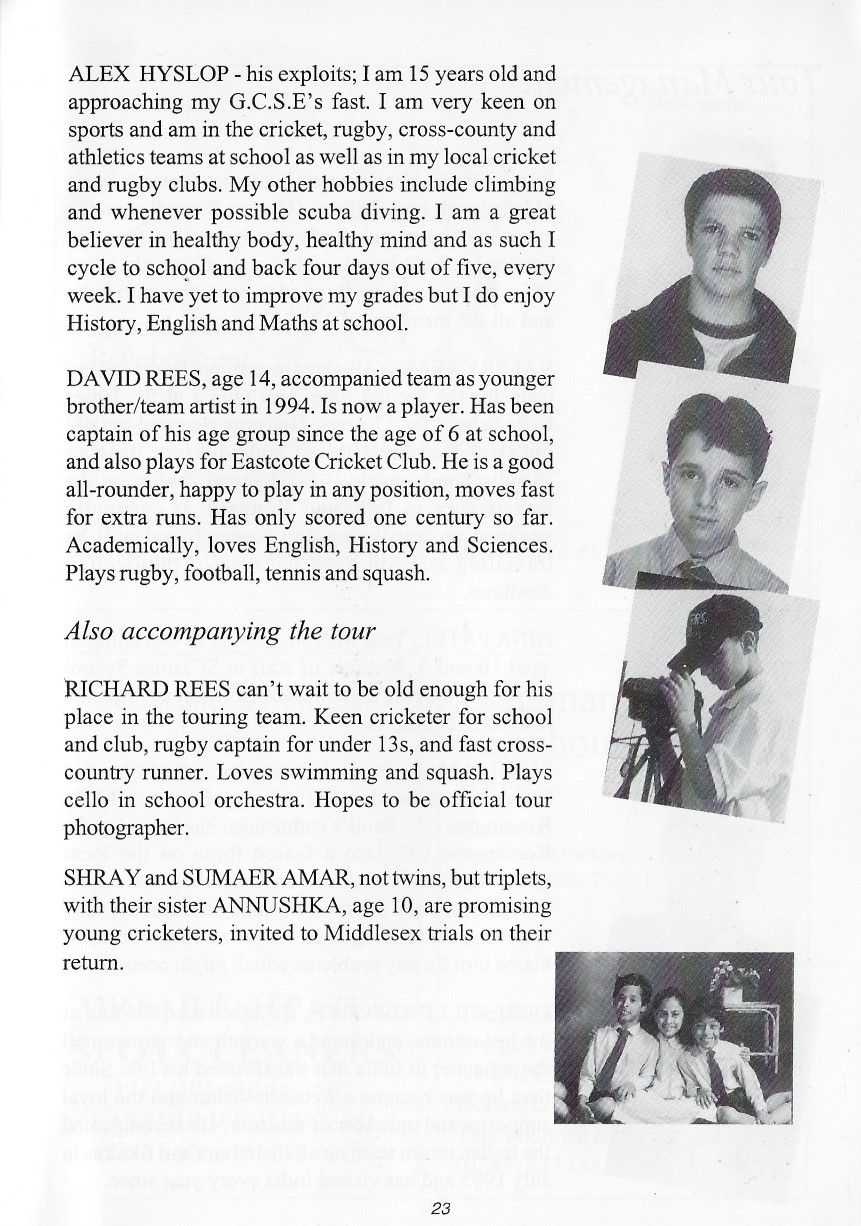 ALEX HYSLOP - his exploits; I am 15 years old and
approaching my G.C.S.E's fast. I am very keen on
sports and am in the cricket, rugby, cross-county and
athletics teams at school as well as in my local cricket
and rugby clubs. My other hobbies include climbing
and whenever possible scuba diving. I am a great
believer in healthy body, healthy mind and as such I
cycle to school and back four days out of five, every
week. I have yet to improve my grades but I do enjoy
History, English and Maths at school.
DAVID REES, age 14, accompanied team as younger
brother/team artist in 1994. Is now a player. Has been
captain of his age group since the age of 6 at school,
and also plays for Eastcote Cricket Club. He is a good
all-rounder, happy to play in any position, moves fast
for extra runs. Has only scored one century so far.
Academically, loves English, History and Sciences.
Plays rugby, football, tennis and squash.
Also accompanying the tour
RICHARD REES can't wait to be old enough for his
place in the touring team. Keen cricketer for school
and club, rugby captain for under 13s, and fast cross-
country runner. Loves swimming and squash. Plays
cello in school orchestra. Hopes to be official tour
photographer.
SHRAY and SUMAER AMAR, not twins, but triplets,
with their sister ANNUSHKA, age 10, are promising
young cricketers, invited to Middlesex trials on their
return.
23